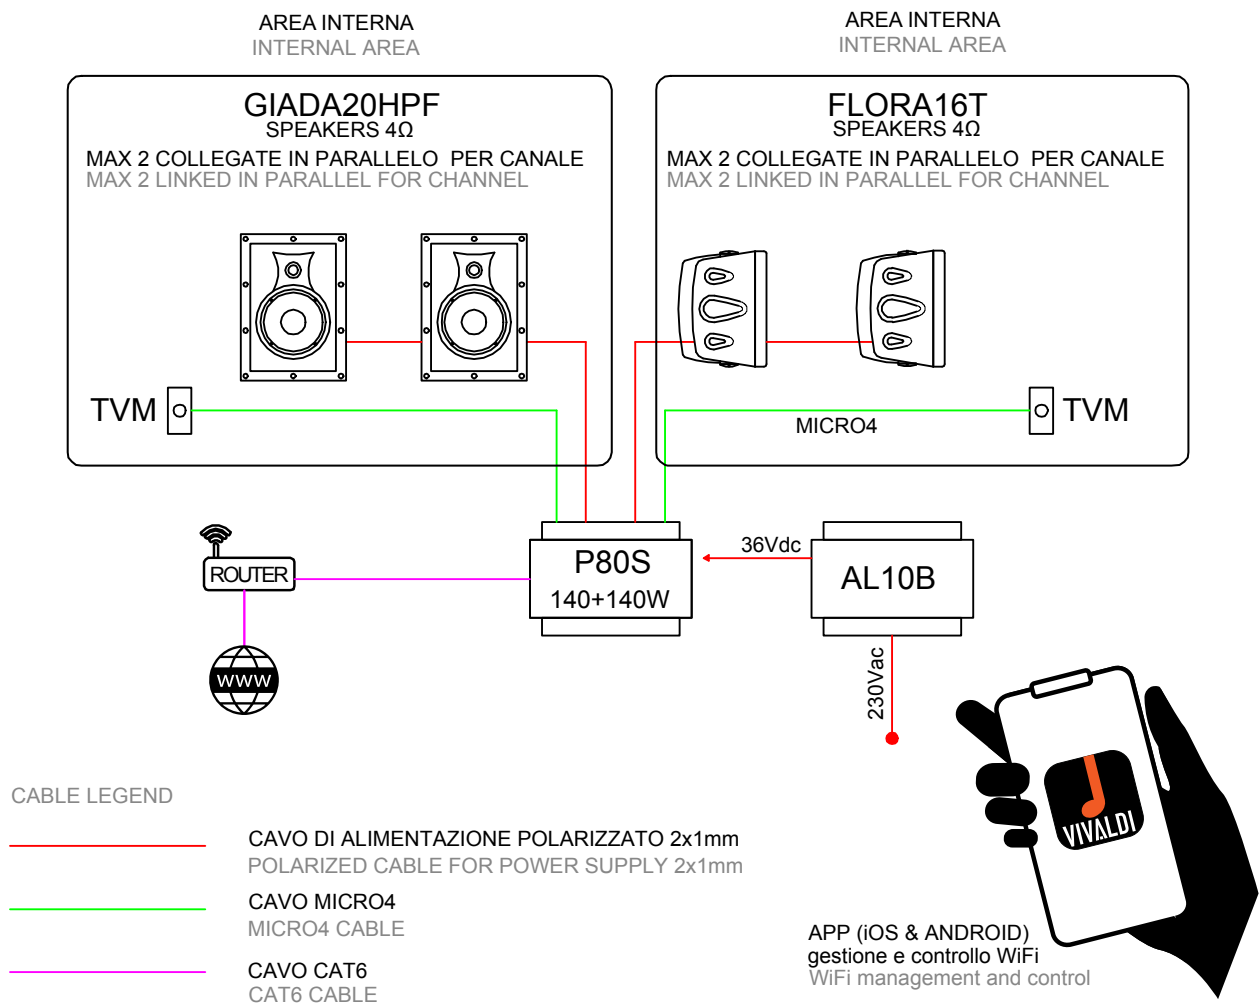 AREA INTERNA
INTERNAL AREA
GIADA20HPF
SPEAKERS 4Ω
MAX 2 COLLEGATE IN PARALLELO PER CANALE
MAX 2 LINKED IN PARALLEL FOR CHANNEL
TVM
AREA INTERNA
INTERNAL AREA
FLORA16T
SPEAKERS 4Ω
MAX 2 COLLEGATE IN PARALLELO PER CANALE
MAX 2 LINKED IN PARALLEL FOR CHANNEL
MICRO4
TVM
ROUTER
WWW
P80S
140+140W
36Vdc
AL10B
230Vac
CABLE LEGEND
CAVO DI ALIMENTAZIONE POLARIZZATO 2x1mm
POLARIZED CABLE FOR POWER SUPPLY 2x1mm
CAVO MICRO4
MICRO4 CABLE
CAVO CAT6
CAT6 CABLE
VIVALDI
APP (iOS & ANDROID)
gestione e controllo WiFi
WiFi management and control